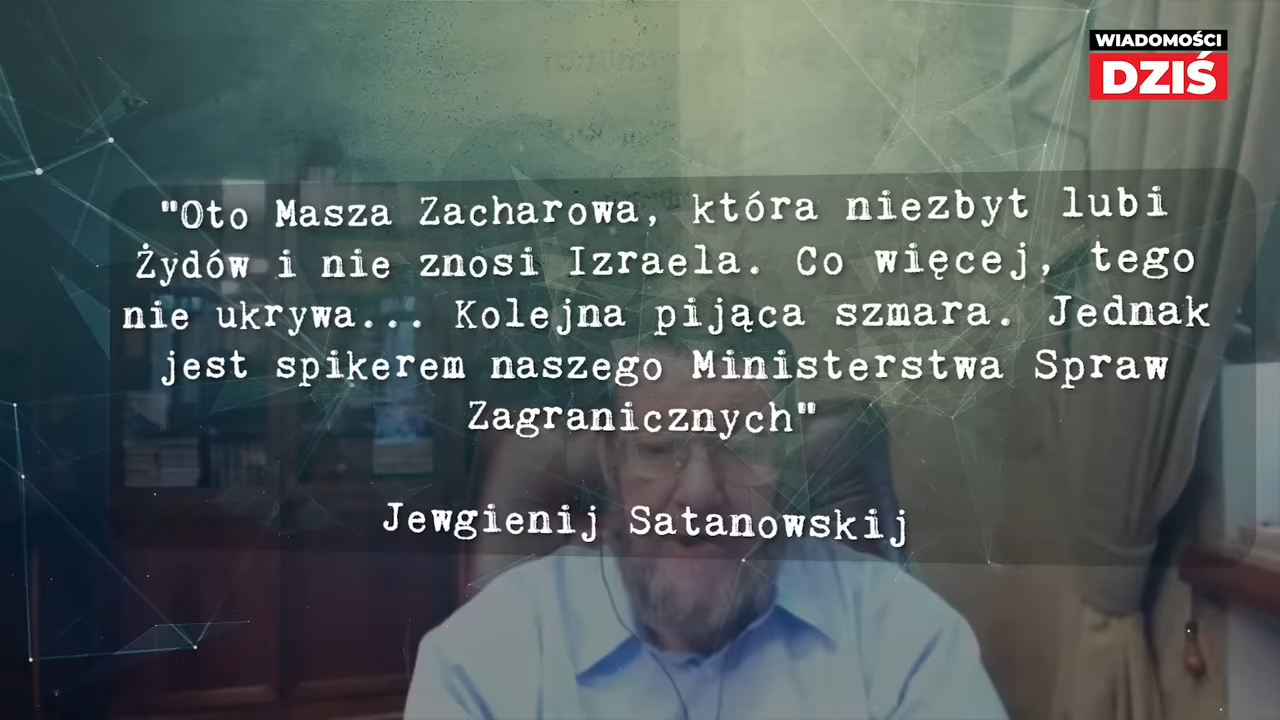 WIADOMOŚCI
DZIŚ
"Oto Masza Zacharowa, która niezbyt lubi
Żydów i nie znosi Izraela. Co więcej, tego
nie ukrywa... Kolejna pijąca szmara. Jednak
jest spikerem naszego Ministerstwa Spraw
Zagranicznych"
Jewgienij Satanowskij